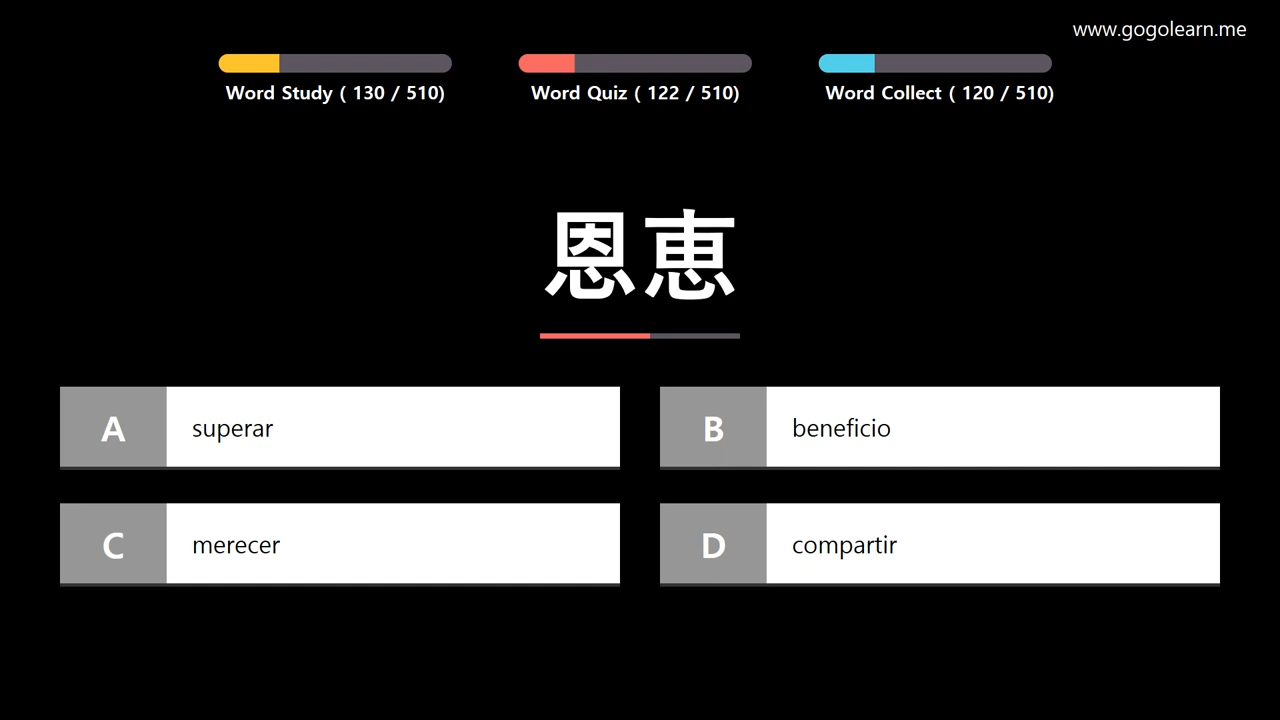 www.gogolearn.me
Word Study ( 130 / 510)
Word Quiz ( 122 / 510)
Word Collect ( 120 / 510)
恩恵
A superar
B beneficio
C merecer
D compartir